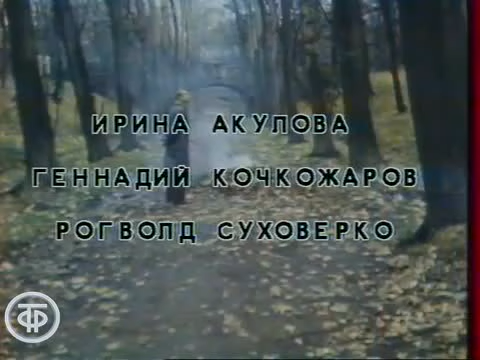 ИРИНА АКУЛОВА
ГЕННАДИЙ КОЧКОЖАРОВ
РОГВОЛД СУХОВЕРКО